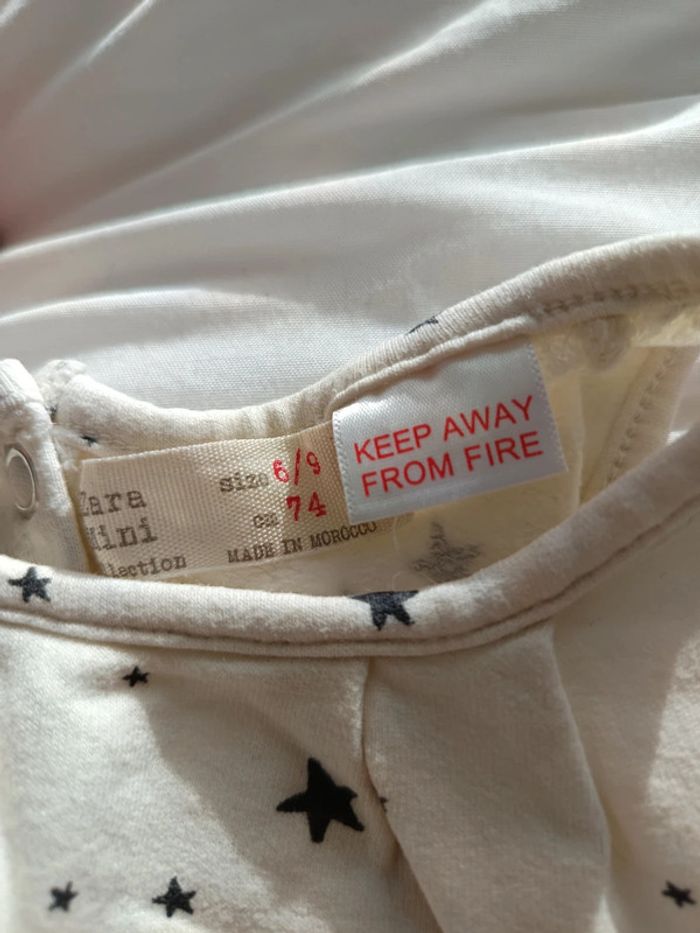 Zara
Mini
Collection
size 6/9
cm 74
MADE IN MOROCCO
KEEP AWAY
FROM FIRE